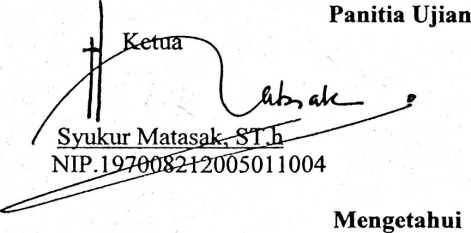 Panitia Ujian
Ketua
Syukur Matasak, ST.h
NIP.197008212005011004
Mengetahui